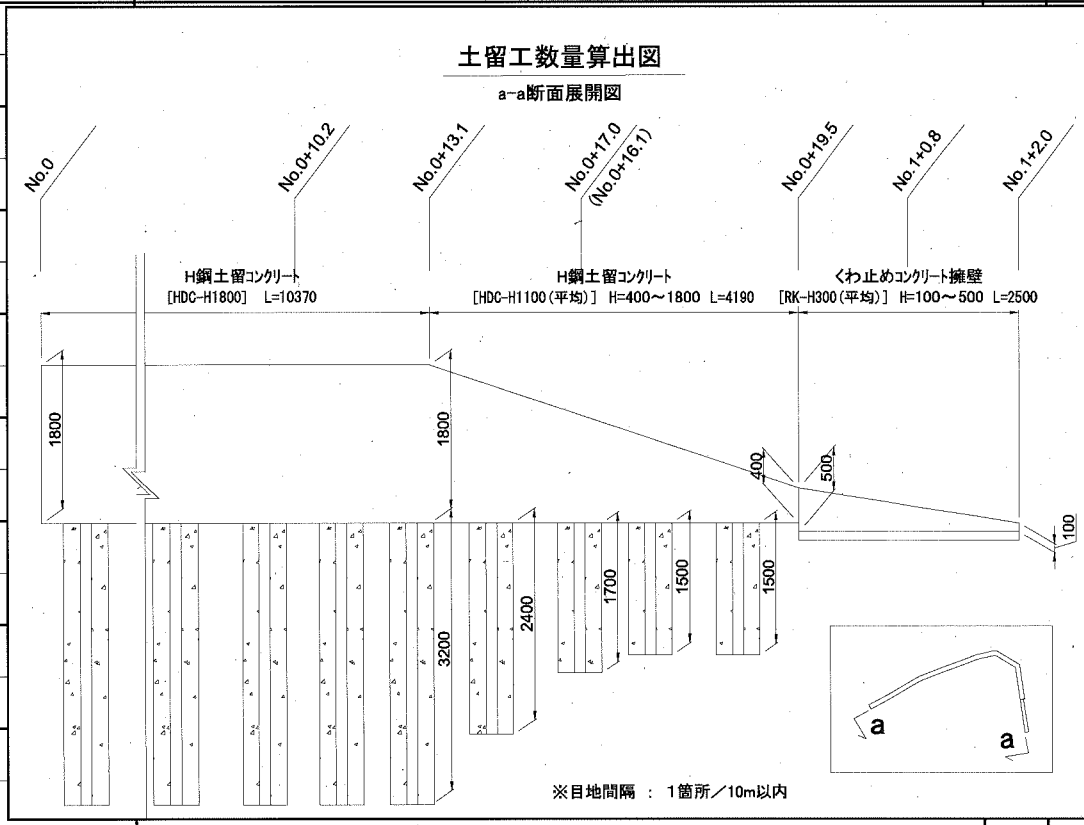 土留工数量算出図
a-a断面展開図
No.0
No.0+10.2
No.0+13.1
No.0+17.0
(No.0+16.1)
No.0+19.5
No.1+0.8
No.1+2.0
H鋼土留コンクリート
[HDC-H1800] L=10370
H鋼土留コンクリート
[HDC-H1100(平均)] H=400～1800 L=4190
くわ止めコンクリート擁壁
[RK-H300(平均)] H=100～500 L=2500
1800
1800
400
500
100
3200
2400
1700
1500
1500
a
a
※目地間隔 : 1箇所／10m以内